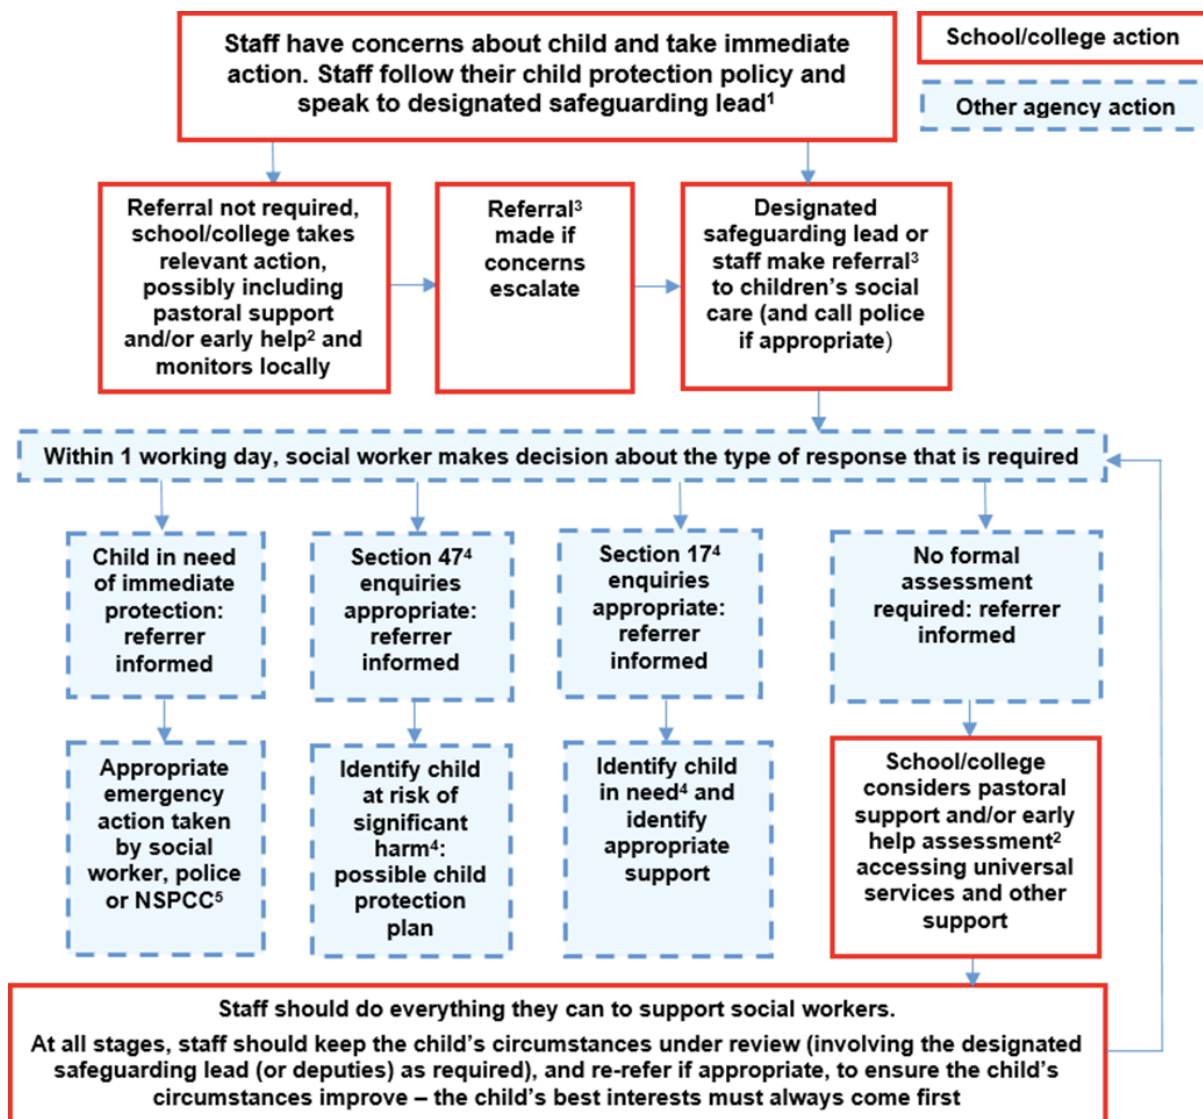 Staff have concerns about child and take immediate
action. Staff follow their child protection policy and
speak to designated safeguarding lead¹
School/college action
Other agency action
Referral not required,
school/college takes
relevant action,
possibly including
pastoral support
and/or early help² and
monitors locally
Referral³
made if
concerns
escalate
Designated
safeguarding lead or
staff make referral³
to children’s social
care (and call police
if appropriate)
Within 1 working day, social worker makes decision about the type of response that is required
Child in need
of immediate
protection:
referrer
informed
Section 47⁴
enquiries
appropriate:
referrer
informed
Section 17⁴
enquiries
appropriate:
referrer
informed
No formal
assessment
required: referrer
informed
Appropriate
emergency
action taken
by social
worker, police
or NSPCC⁵
Identify child
at risk of
significant
harm⁴:
possible child
protection
plan
Identify child
in need⁴ and
identify
appropriate
support
School/college
considers pastoral
support and/or early
help assessment²
accessing universal
services and other
support
Staff should do everything they can to support social workers.
At all stages, staff should keep the child’s circumstances under review (involving the designated
safeguarding lead (or deputies) as required), and re-refer if appropriate, to ensure the child’s
circumstances improve – the child’s best interests must always come first